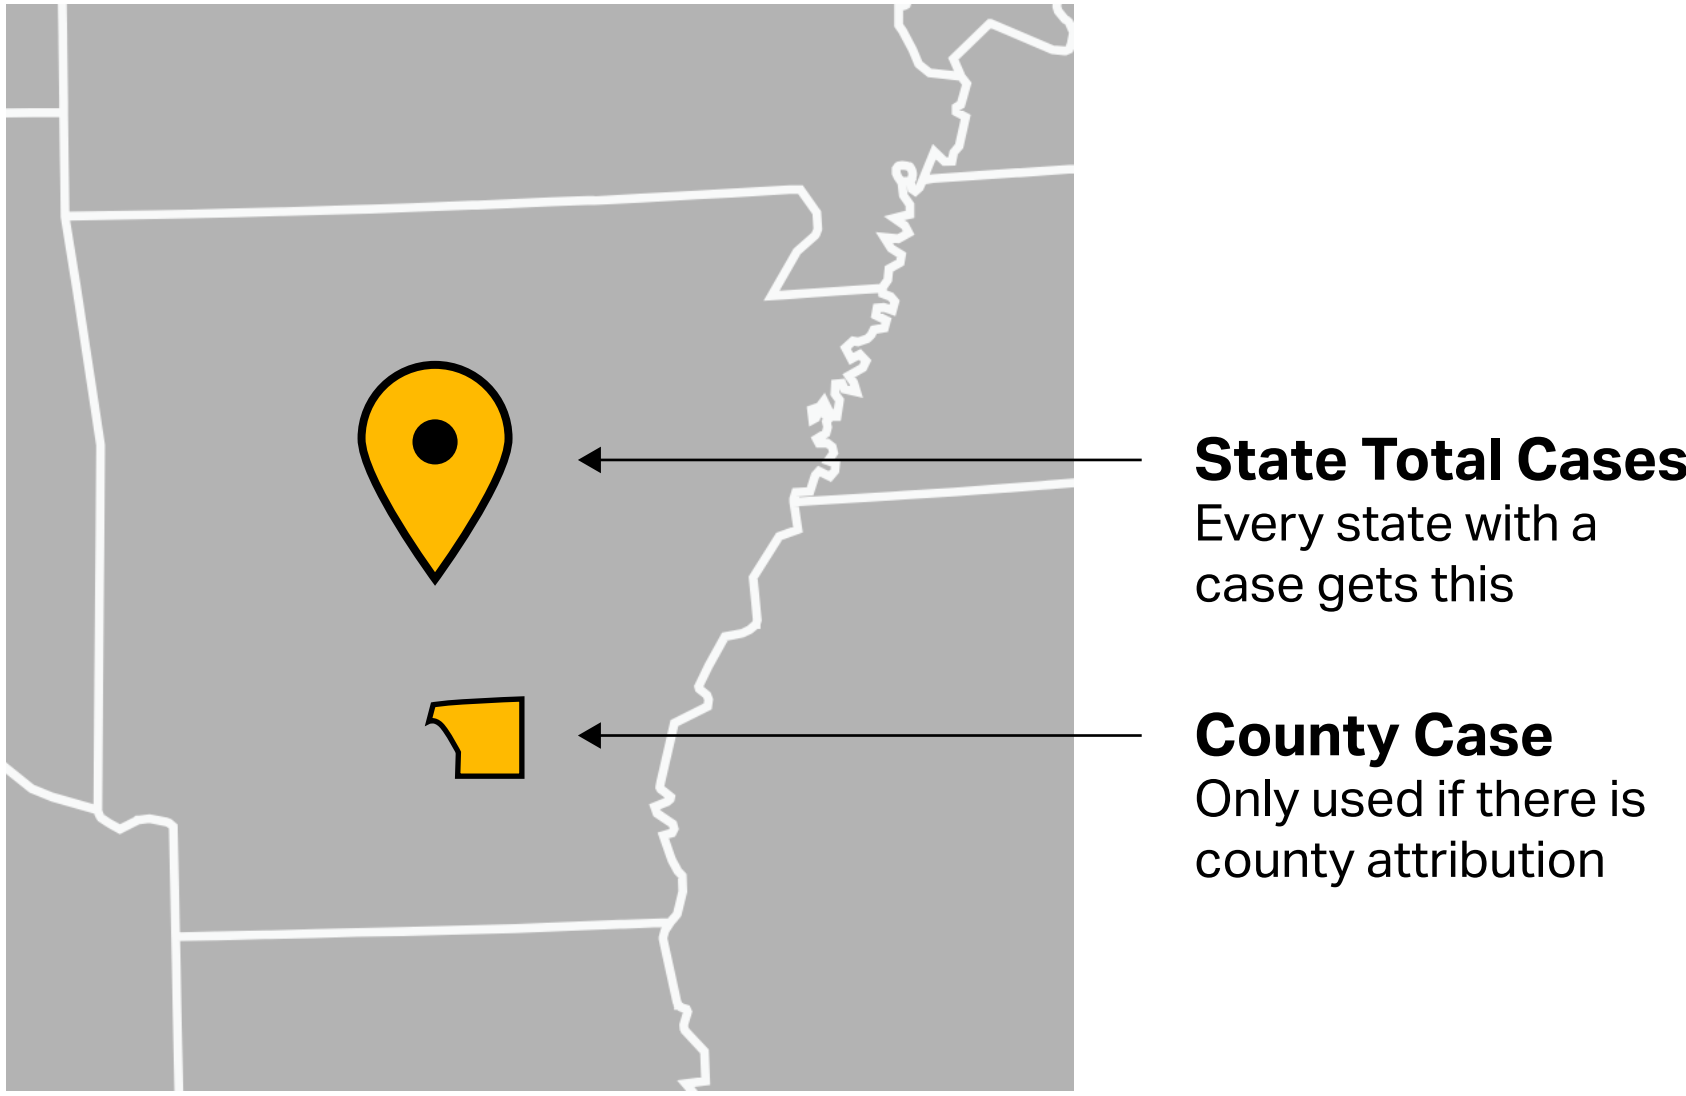 State Total Cases
Every state with a
case gets this
County Case
Only used if there is
county attribution